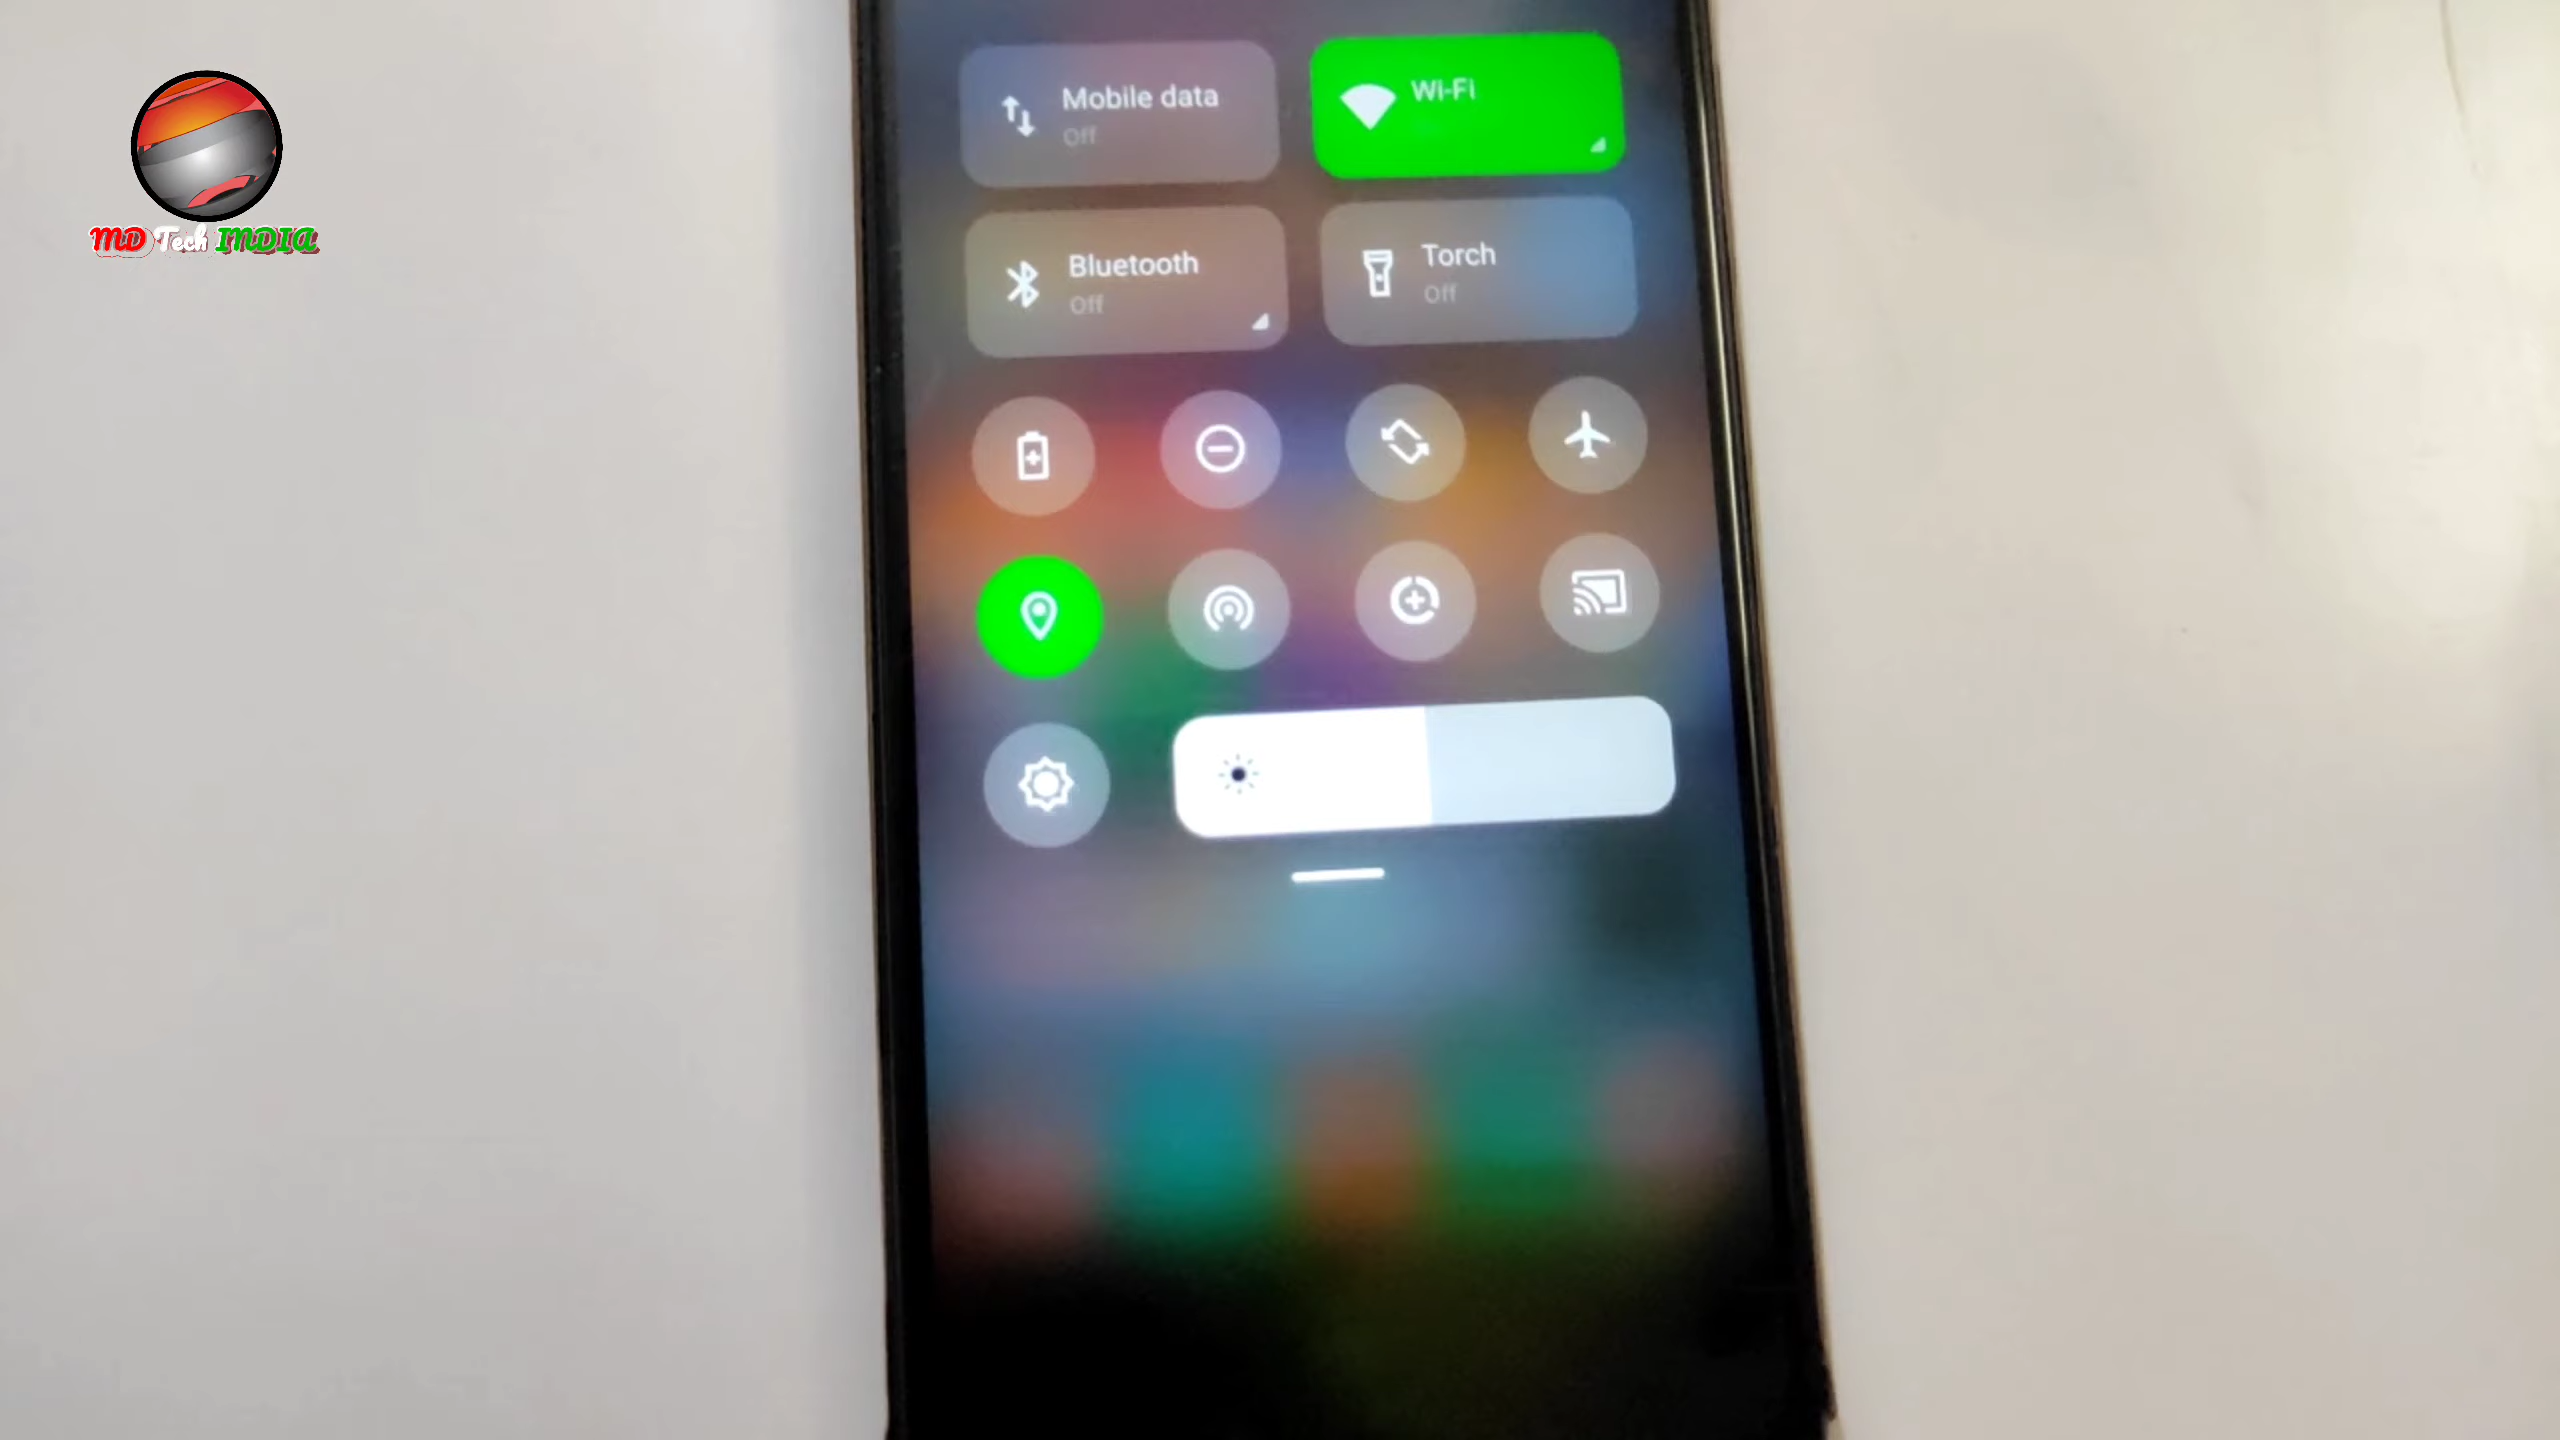 Mobile data
Off
Wi-Fi
Bluetooth
Off
Torch
Off
MD Tech INDIA